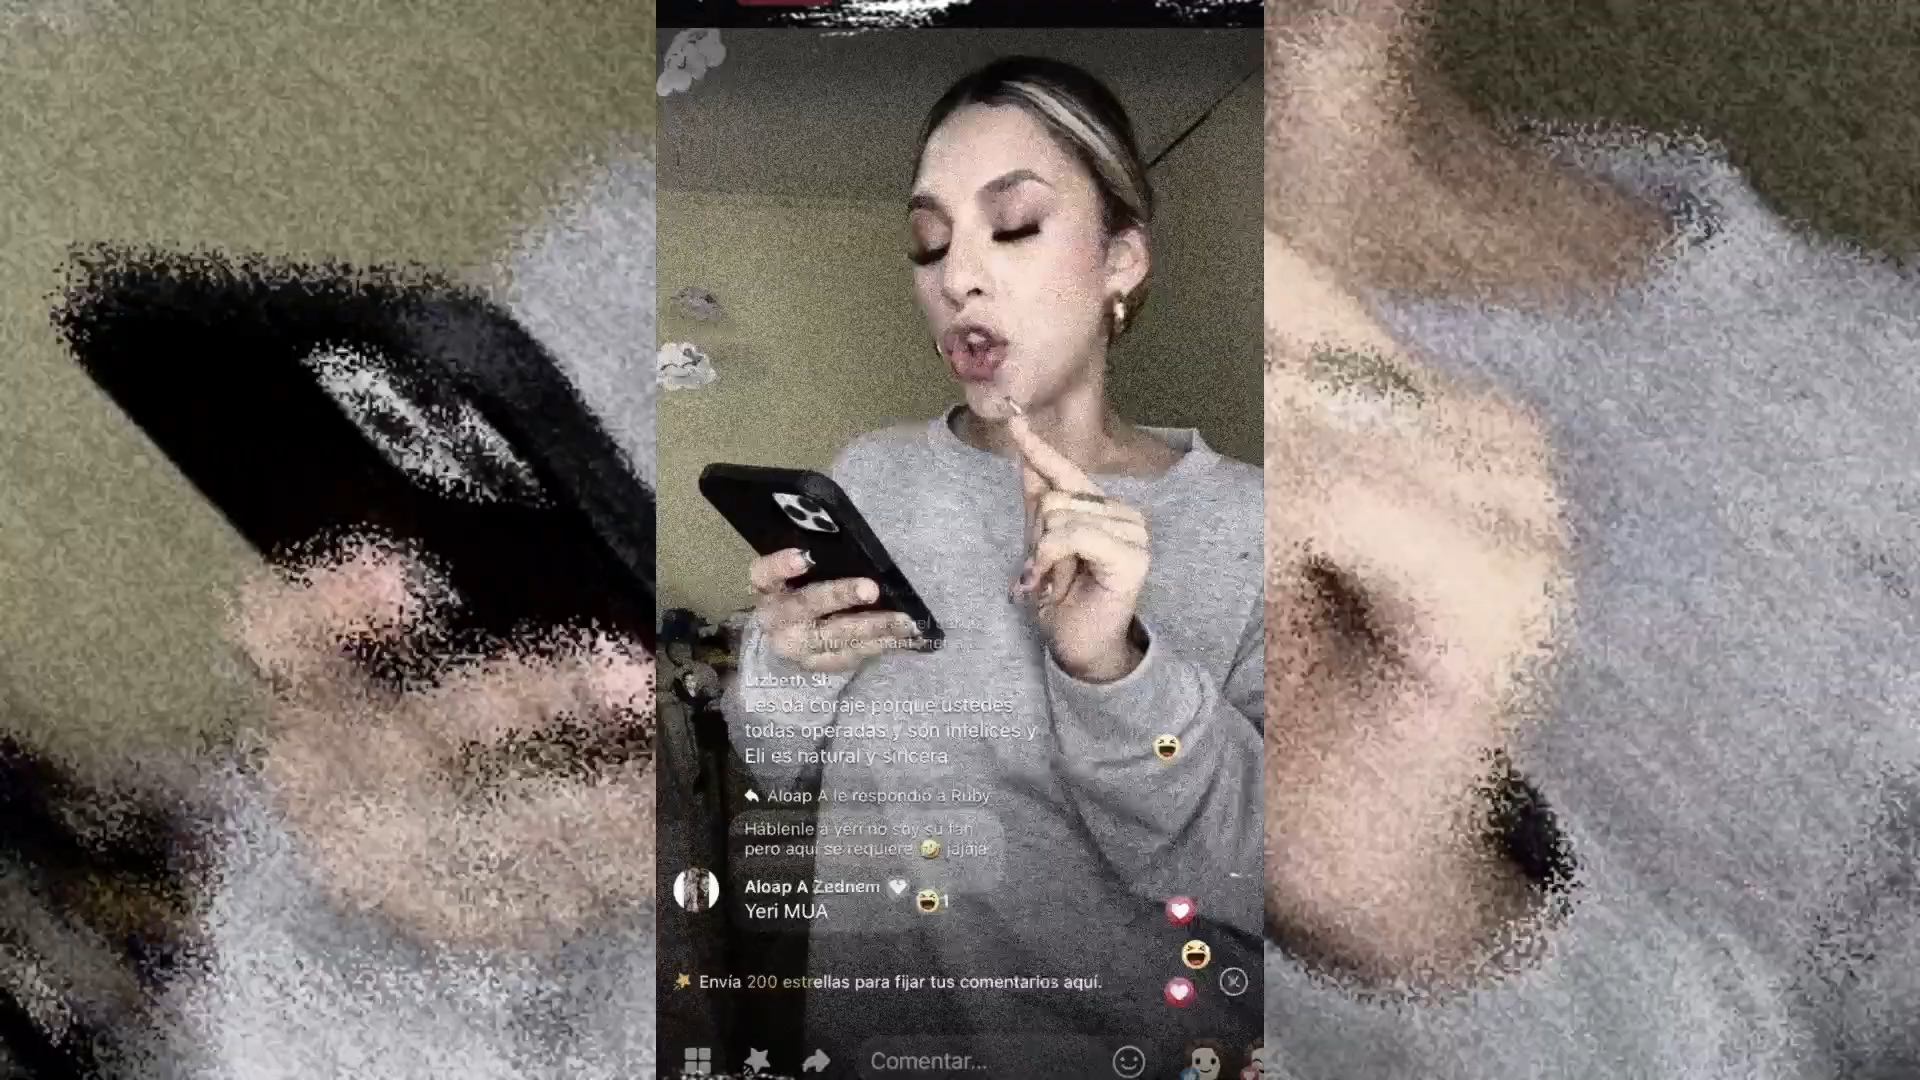 Lizbeth Sh
Les da coraje porque ustedes
todas operadas y son infelices y
Eli es natural y sincera
Aloap A le respondió a Ruby
Háblenle a yeri no soy su fan
pero aquí se requiere 🤣 jajaja
Aloap A Zednem
1
Yeri MUA
Envía 200 estrellas para fijar tus comentarios aquí.
Comentar...